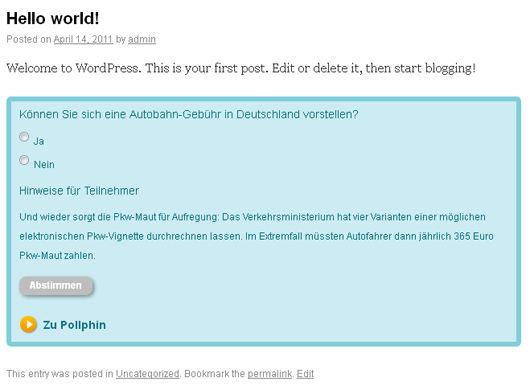 Hello world!
Posted on April 14, 2011 by admin
Welcome to WordPress. This is your first post. Edit or delete it, then start blogging!
Können Sie sich eine Autobahn-Gebühr in Deutschland vorstellen?
Ja
Nein
Hinweise für Teilnehmer
Und wieder sorgt die Pkw-Maut für Aufregung: Das Verkehrsministerium hat vier Varianten einer möglichen
elektronischen Pkw-Vignette durchrechnen lassen. Im Extremfall müssten Autofahrer dann jährlich 365 Euro
Pkw-Maut zahlen.
Abstimmen
Zu Pollphin
This entry was posted in Uncategorized. Bookmark the permalink. Edit